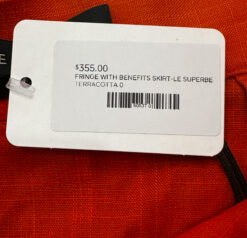 $355.00
FRINGE WITH BENEFITS SKIRT-LE SUPERBE
TERRACOTTA 0